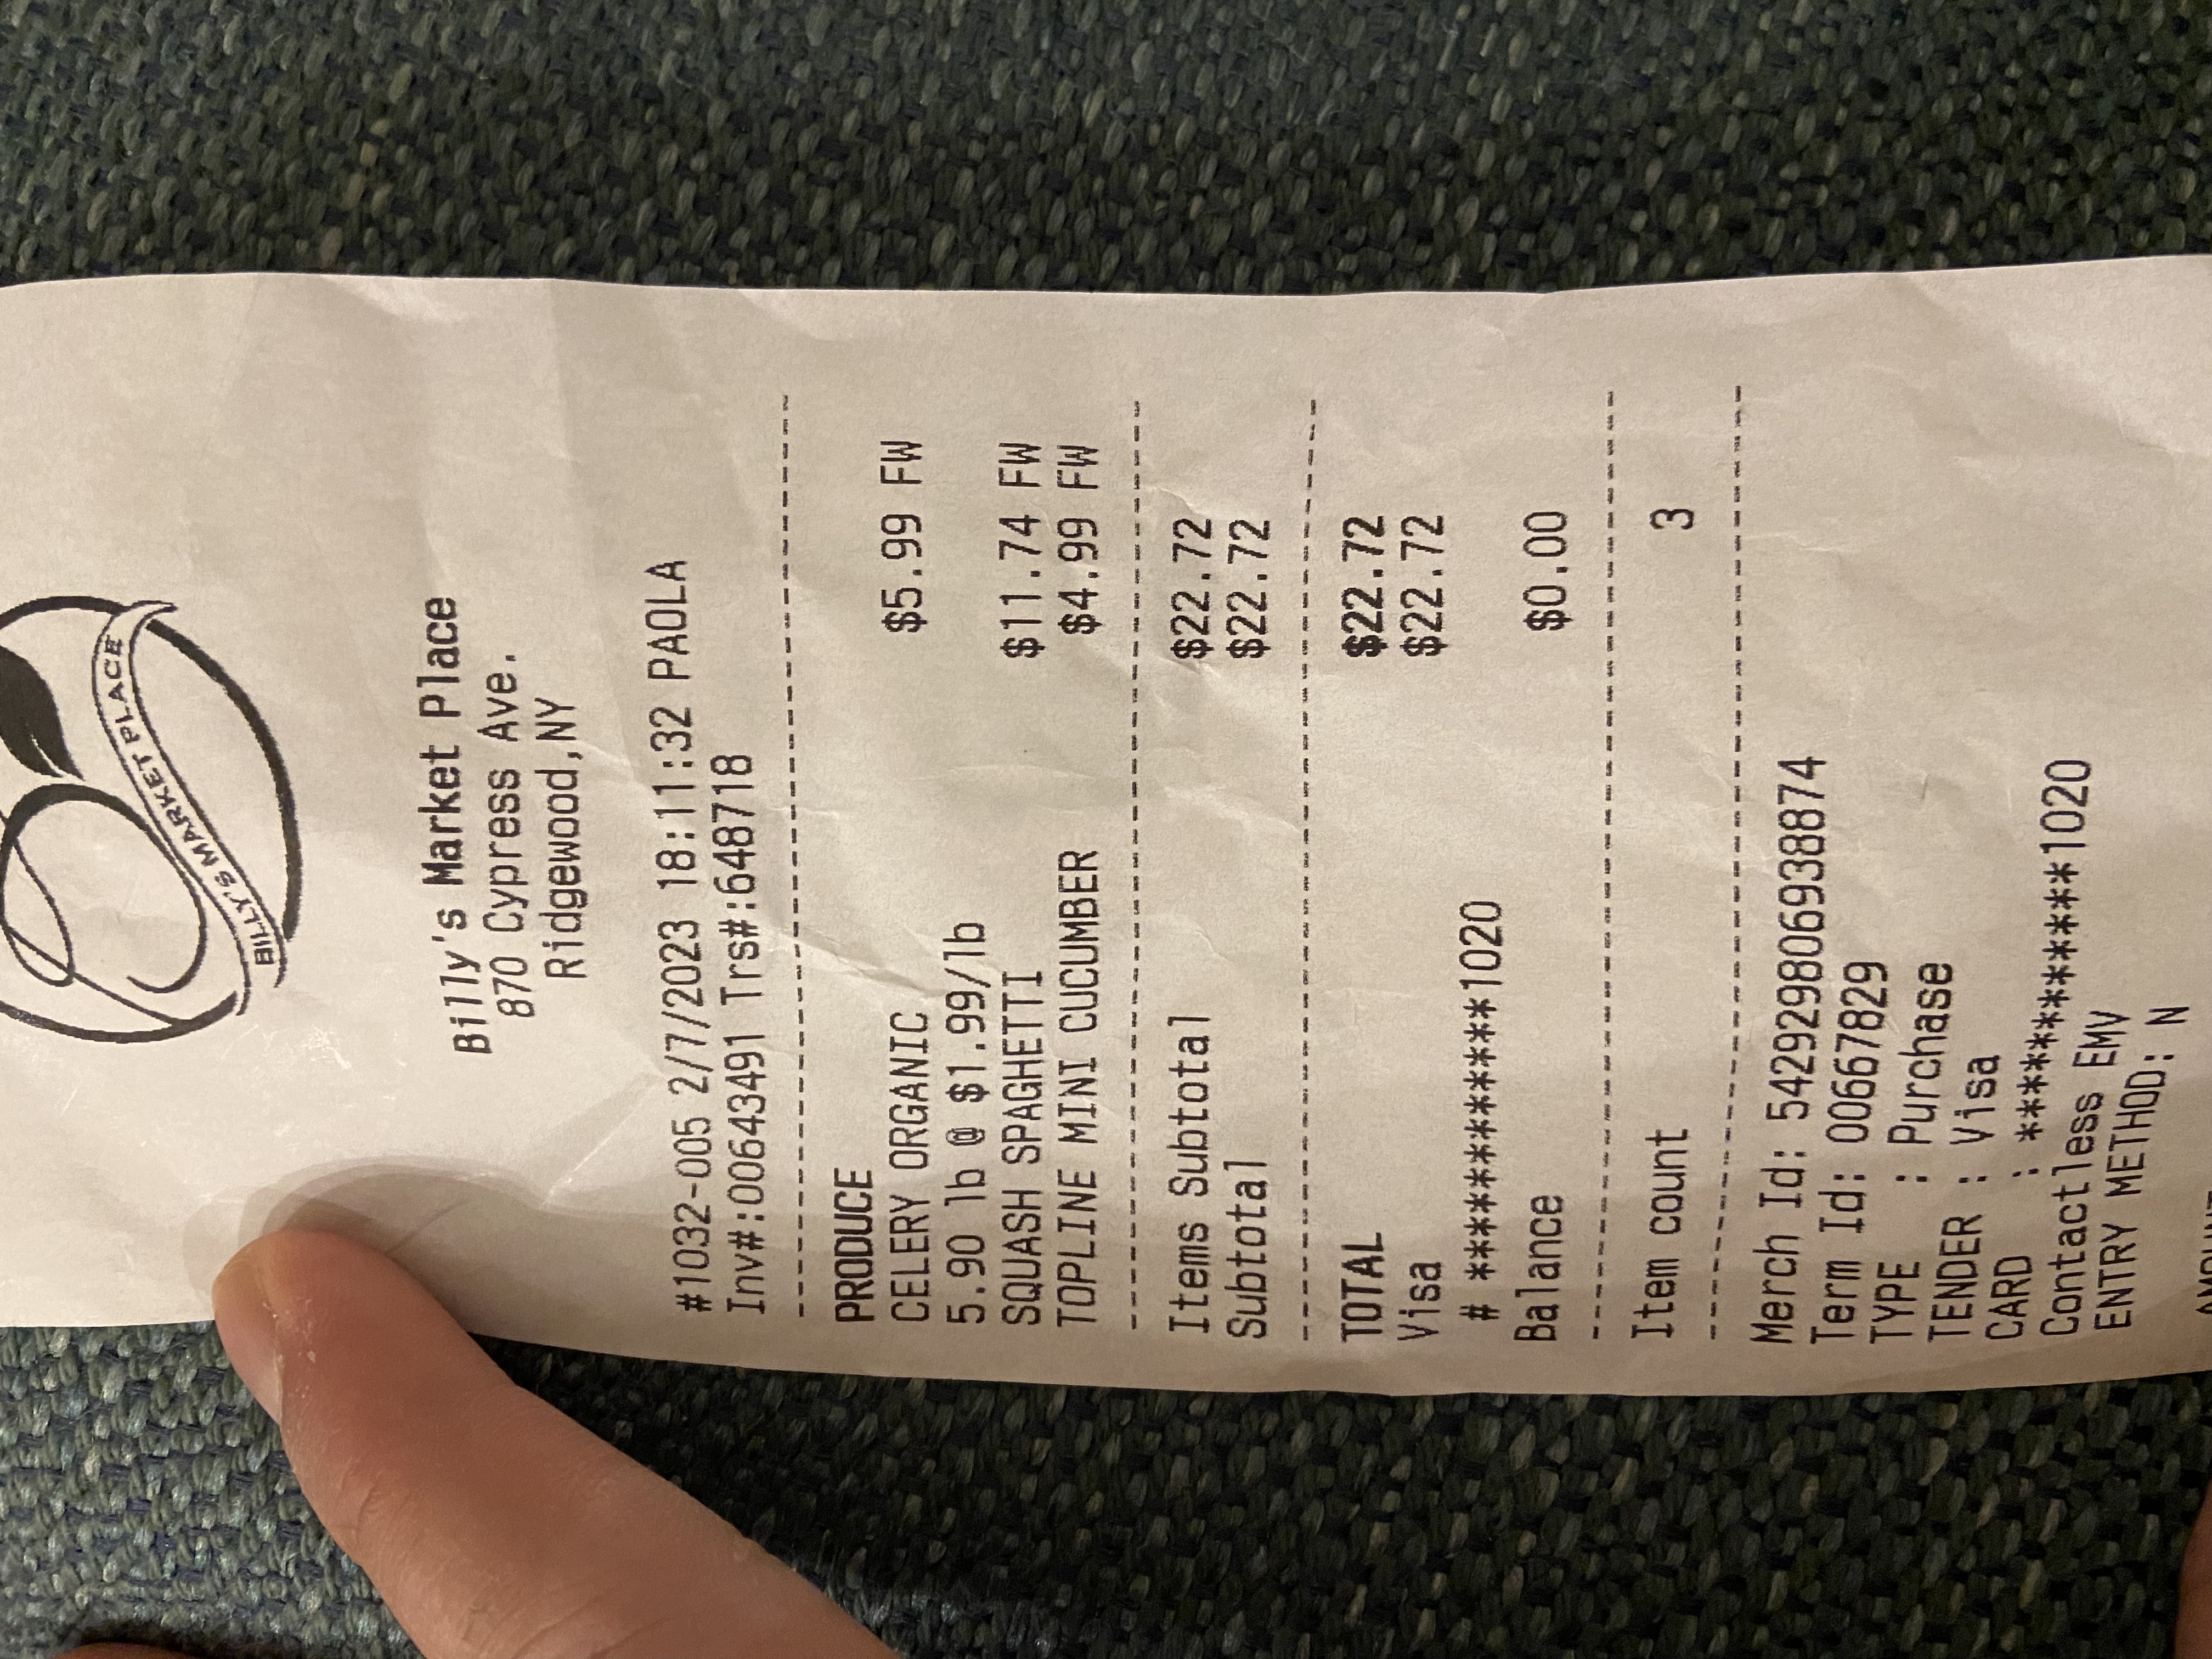 BILLY'S MARKET PLACE
Billy's Market Place
870 Cypress Ave.
Ridgewood,NY
#1032-005 2/7/2023 18:11:32 PAOLA
Inv#:00643491 Trs#:648718
PRODUCE
CELERY ORGANIC $5.99 FW
5.90 lb @ $1.99/lb
SQUASH SPAGHETTI $11.74 FW
TOPLINE MINI CUCUMBER $4.99 FW
Items Subtotal $22.72
Subtotal $22.72
TOTAL $22.72
Visa $22.72
# ************1020
Balance $0.00
Item count 3
Merch Id: 542929806938874
Term Id: 00667829
TYPE : Purchase
TENDER : Visa
CARD : ************1020
Contactless EMV
ENTRY METHOD: N
AMOUNT